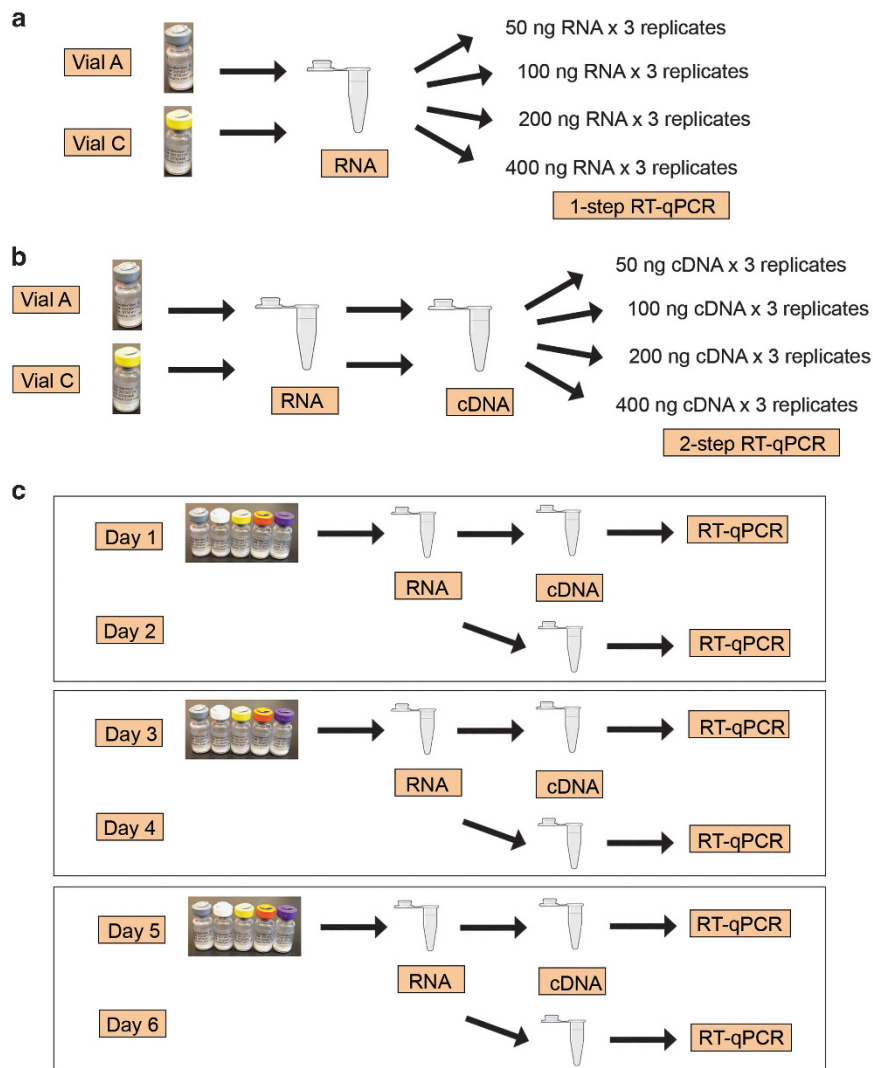 a
Vial A
Vial C
RNA
50 ng RNA x 3 replicates
100 ng RNA x 3 replicates
200 ng RNA x 3 replicates
400 ng RNA x 3 replicates
1-step RT-qPCR
b
Vial A
Vial C
RNA
cDNA
50 ng cDNA x 3 replicates
100 ng cDNA x 3 replicates
200 ng cDNA x 3 replicates
400 ng cDNA x 3 replicates
2-step RT-qPCR
c
Day 1
RNA
cDNA
RT-qPCR
Day 2
RT-qPCR
Day 3
RNA
cDNA
RT-qPCR
Day 4
RT-qPCR
Day 5
RNA
cDNA
RT-qPCR
Day 6
RT-qPCR